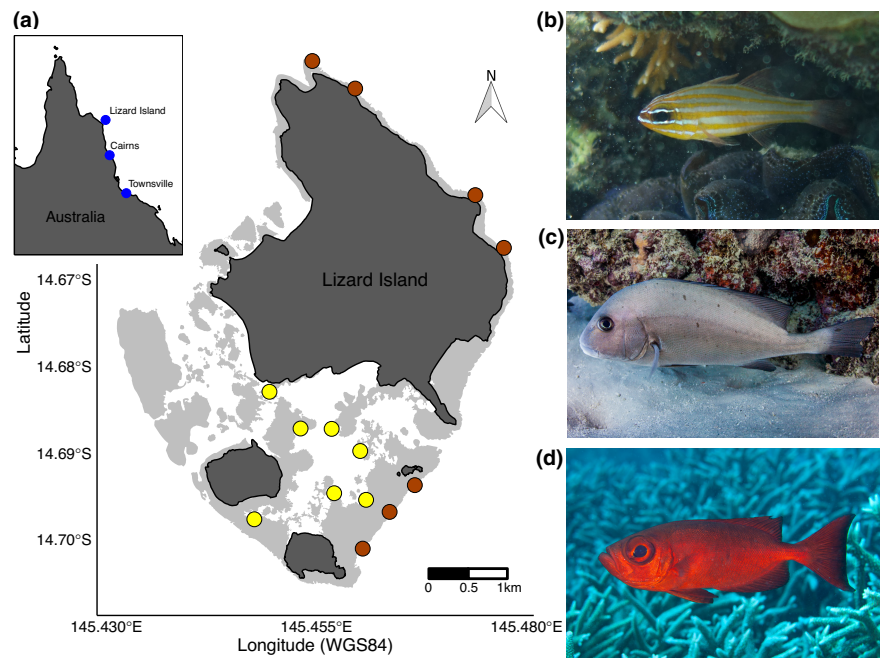 (a)
Lizard Island
Cairns
Townsville
Australia
N
Lizard Island
Latitude
14.67°S
14.68°S
14.69°S
14.70°S
0 0.5 1km
145.430°E 145.455°E 145.480°E
Longitude (WGS84)
(b)
(c)
(d)